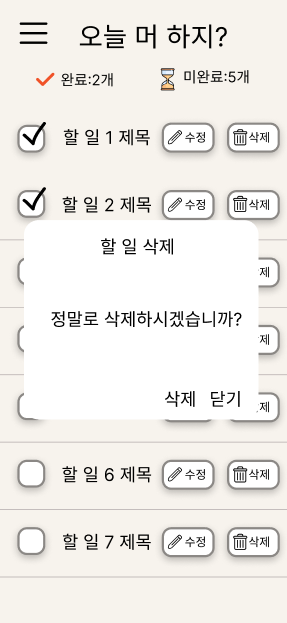 오늘 머 하지?
완료:2개 미완료:5개
할 일 1 제목 수정 삭제
할 일 2 제목 수정 삭제
할 일 삭제
제
정말로 삭제하시겠습니까?
제
삭제 닫기
제
할 일 6 제목 수정 삭제
할 일 7 제목 수정 삭제